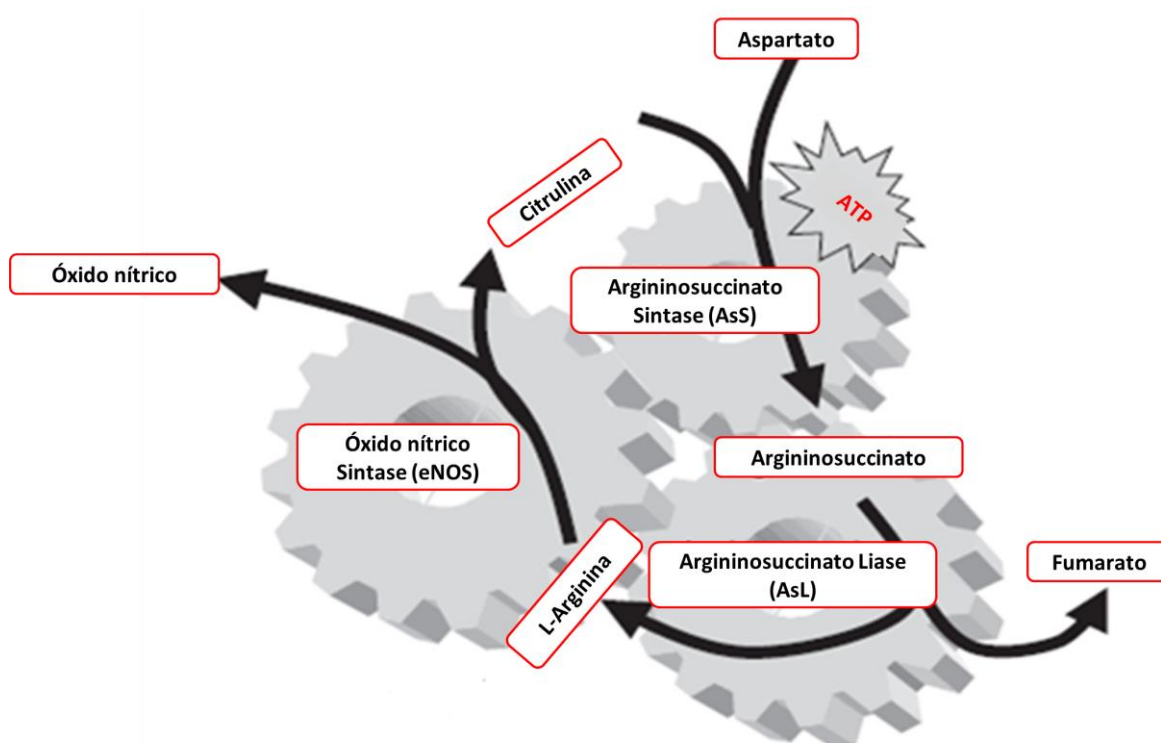 Aspartato
Citrulina
ATP
Óxido nítrico
Argininosuccinato
Sintase (AsS)
Óxido nítrico
Sintase (eNOS)
Argininosuccinato
L-Arginina
Argininosuccinato Liase
(AsL)
Fumarato